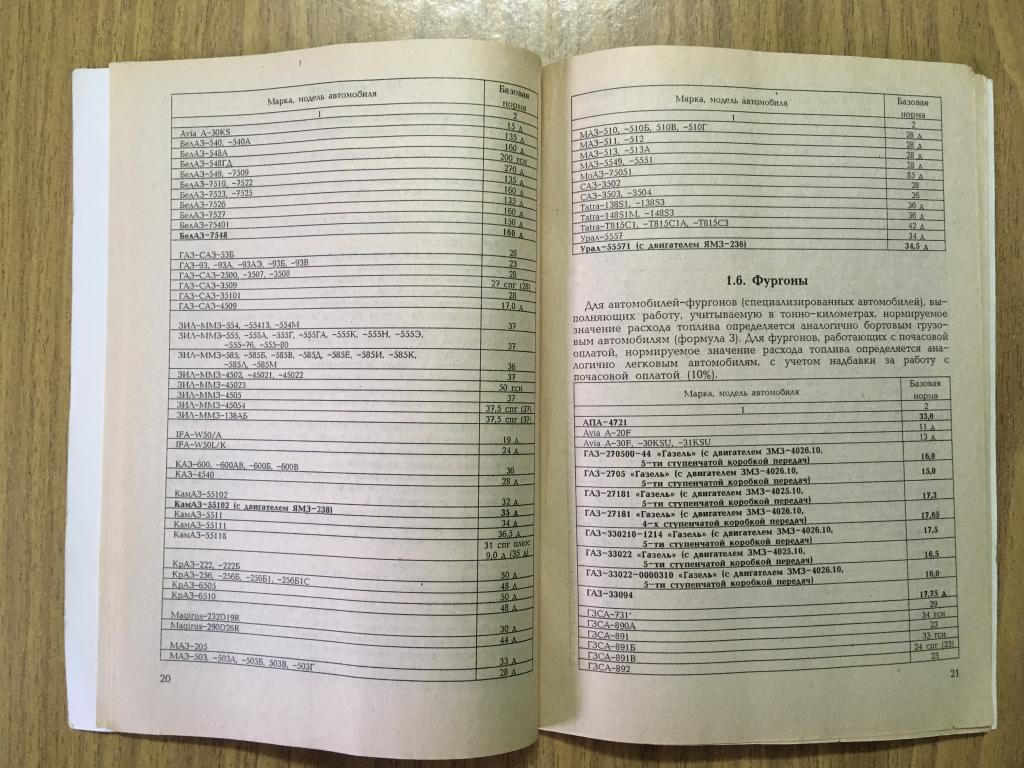 Марка, модель автомобиля Базовая норма
1 2
Avia A-30KS 15 д
БелАЗ-540, -540А 135 д
БелАЗ-548А 160 д
БелАЗ-548ГД 200 гсн
БелАЗ-549, -7509 270 д
БелАЗ-7510, -7522 135 д
БелАЗ-7523, -7525 160 д
БелАЗ-7526 135 д
БелАЗ-7527 160 д
БелАЗ-75401 150 д
БелАЗ-7548 160 д
ГАЗ-САЗ-53Б 28
ГАЗ-93, -93А, -93АЭ, -93Б, -93В 23
ГАЗ-САЗ-2500, -3507, -3508 28
ГАЗ-САЗ-3509 27 спг (28)
ГАЗ-САЗ-35101 28
ГАЗ-САЗ-4509 17,0 д
ЗИЛ-ММЗ-554, -55413, -554М 37
ЗИЛ-ММЗ-555, -555А, -555Г, -555ГА, -555К, -555Н, -555Э,
-555-76, -555-80 37
ЗИЛ-ММЗ-585, -585Б, -585В, -585Д, -585Е, -585И, -585К,
-585Л, -585М 36
ЗИЛ-ММЗ-4502, -45021, -45022 37
ЗИЛ-ММЗ-45023 50 гсн
ЗИЛ-ММЗ-4505 37
ЗИЛ-ММЗ-45054 37,5 спг (37)
ЗИЛ-ММЗ-138АБ 37,5 спг (37)
IFA-W50/A 19 д
IFA-W50L/K 24 д
КАЗ-600, -600АВ, -600Б, -600В 36
КАЗ-4540 28 д
КамАЗ-55102 32 д
КамАЗ-55102 (с двигателем ЯМЗ-238) 35 д
КамАЗ-5511 34 д
КамАЗ-55111 36,5 д
КамАЗ-55118 31 спг плюс
9,0 д (35 д)
КрАЗ-222, -222Б 50 д
КрАЗ-256, -256Б, -256Б1, -256Б1С 48 д
КрАЗ-6505 50 д
КрАЗ-6510 48 д
Magirus-232D19R 30 д
Magirus-290D26R 44 д
МАЗ-205 33 д
МАЗ-503, -503А, -503Б, 503В, -503Г 28 д
20
Марка, модель автомобиля Базовая норма
1 2
МАЗ-510, -510Б, 510В, -510Г 28 д
МАЗ-511, -512 28 д
МАЗ-513, -513А 28 д
МАЗ-5549, -5551 28 д
МоАЗ-75051 85 д
САЗ-3502 28
САЗ-3503, -3504 26
Tatra-138S1, -138S3 36 д
Tatra-148S1M, -148S3 36 д
Tatra-T815C1, -T815C1A, -T815C3 42 д
Урал-5557 34 д
Урал-55571 (с двигателем ЯМЗ-236) 34,5 д
1.6. Фургоны
Для автомобилей-фургонов (специализированных автомобилей), вы-
полняющих работу, учитываемую в тонно-километрах, нормируемое
значение расхода топлива определяется аналогично бортовым грузо-
вым автомобилям (формула 3). Для фургонов, работающих с почасовой
оплатой, нормируемое значение расхода топлива определяется ана-
логично легковым автомобилям, с учетом надбавки за работу с
почасовой оплатой (10%).
Марка, модель автомобиля Базовая норма
1 2
АПА-4721 33,0
Avia A-20F 11 д
Avia A-30F, -30KSU, -31KSU 13 д
ГАЗ-270500-44 «Газель» (с двигателем ЗМЗ-4026.10,
5-ти ступенчатой коробкой передач) 16,0
ГАЗ-2705 «Газель» (с двигателем ЗМЗ-4026.10,
5-ти ступенчатой коробкой передач) 15,0
ГАЗ-27181 «Газель» (с двигателем ЗМЗ-4025.10,
5-ти ступенчатой коробкой передач) 17,3
ГАЗ-27181 «Газель» (с двигателем ЗМЗ-4026.10,
4-х ступенчатой коробкой передач) 17,65
ГАЗ-330210-1214 «Газель» (с двигателем ЗМЗ-4026.10,
5-ти ступенчатой коробкой передач) 17,5
ГАЗ-33022 «Газель» (с двигателем ЗМЗ-4025.10,
5-ти ступенчатой коробкой передач) 16,5
ГАЗ-33022-0000310 «Газель» (с двигателем ЗМЗ-4026.10,
5-ти ступенчатой коробкой передач) 16,0
ГАЗ-33094 17,75 д
ГЗСА-731 29
ГЗСА-890А 34 гсн
ГЗСА-891 23
ГЗСА-891Б 33 гсн
ГЗСА-891В 24 спг (23)
ГЗСА-892 23
21